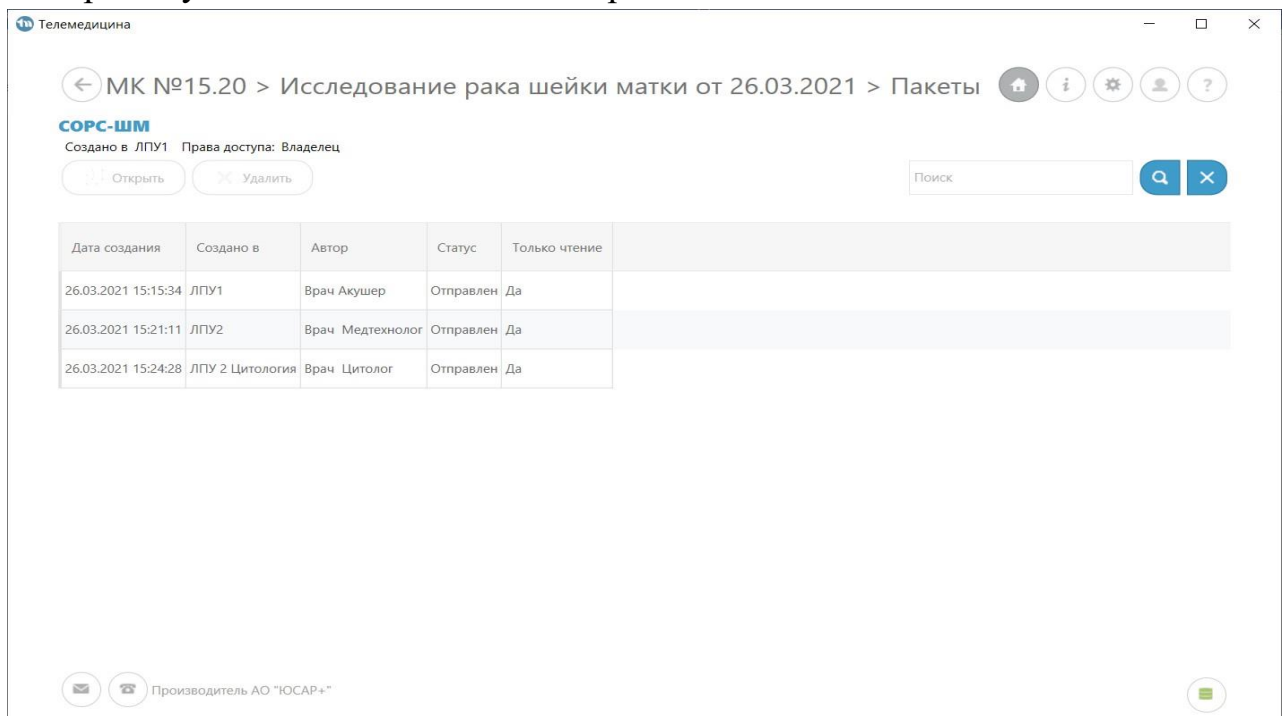 Телемедицина
МК №15.20 > Исследование рака шейки матки от 26.03.2021 > Пакеты
СОРС-ШМ
Создано в ЛПУ1 Права доступа: Владелец
Открыть Удалить Поиск
Дата создания Создано в Автор Статус Только чтение
26.03.2021 15:15:34 ЛПУ1 Врач Акушер Отправлен Да
26.03.2021 15:21:11 ЛПУ2 Врач Медтехнолог Отправлен Да
26.03.2021 15:24:28 ЛПУ 2 Цитология Врач Цитолог Отправлен Да
Производитель АО "ЮСАР+"